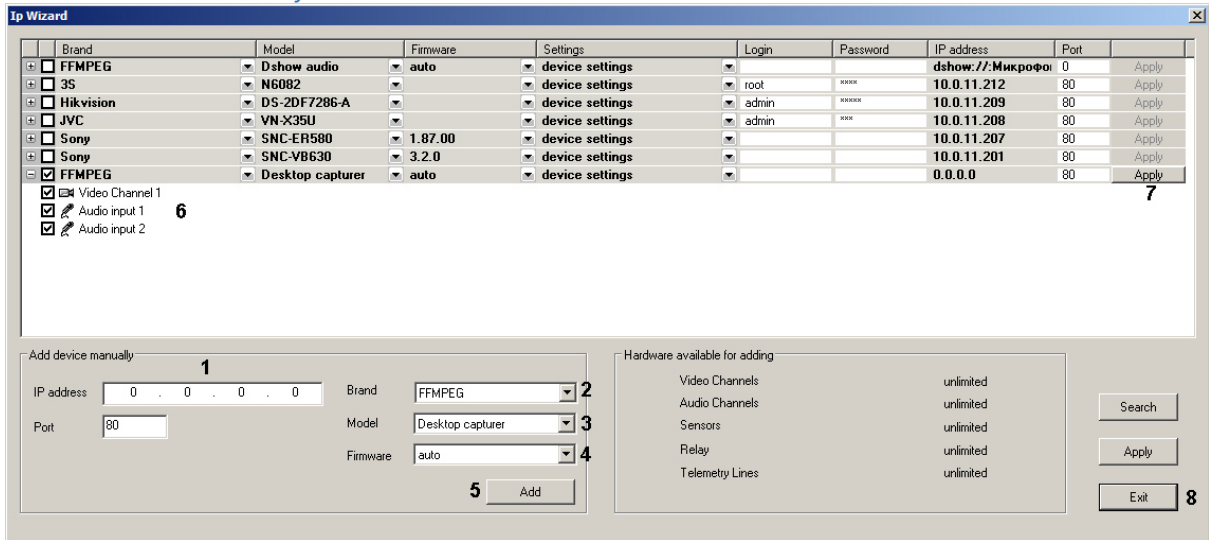 Ip Wizard
Brand Model Firmware Settings Login Password IP address Port
FFMPEG Dshow audio auto device settings dshow://:Микрофо 0 Apply
3S N6082 device settings root **** 10.0.11.212 80 Apply
Hikvision DS-2DF7286-A device settings admin ***** 10.0.11.209 80 Apply
JVC VN-X35U device settings admin *** 10.0.11.208 80 Apply
Sony SNC-ER580 1.87.00 device settings 10.0.11.207 80 Apply
Sony SNC-VB630 3.2.0 device settings 10.0.11.201 80 Apply
FFMPEG Desktop capturer auto device settings 0.0.0.0 80 Apply
Video Channel 1 7
Audio input 1 6
Audio input 2
Add device manually
1
IP address 0 . 0 . 0 . 0 Brand FFMPEG 2
Port 80 Model Desktop capturer 3
Firmware auto 4
5 Add
Hardware available for adding
Video Channels unlimited
Audio Channels unlimited
Sensors unlimited
Relay unlimited
Telemetry Lines unlimited
Search
Apply
Exit 8